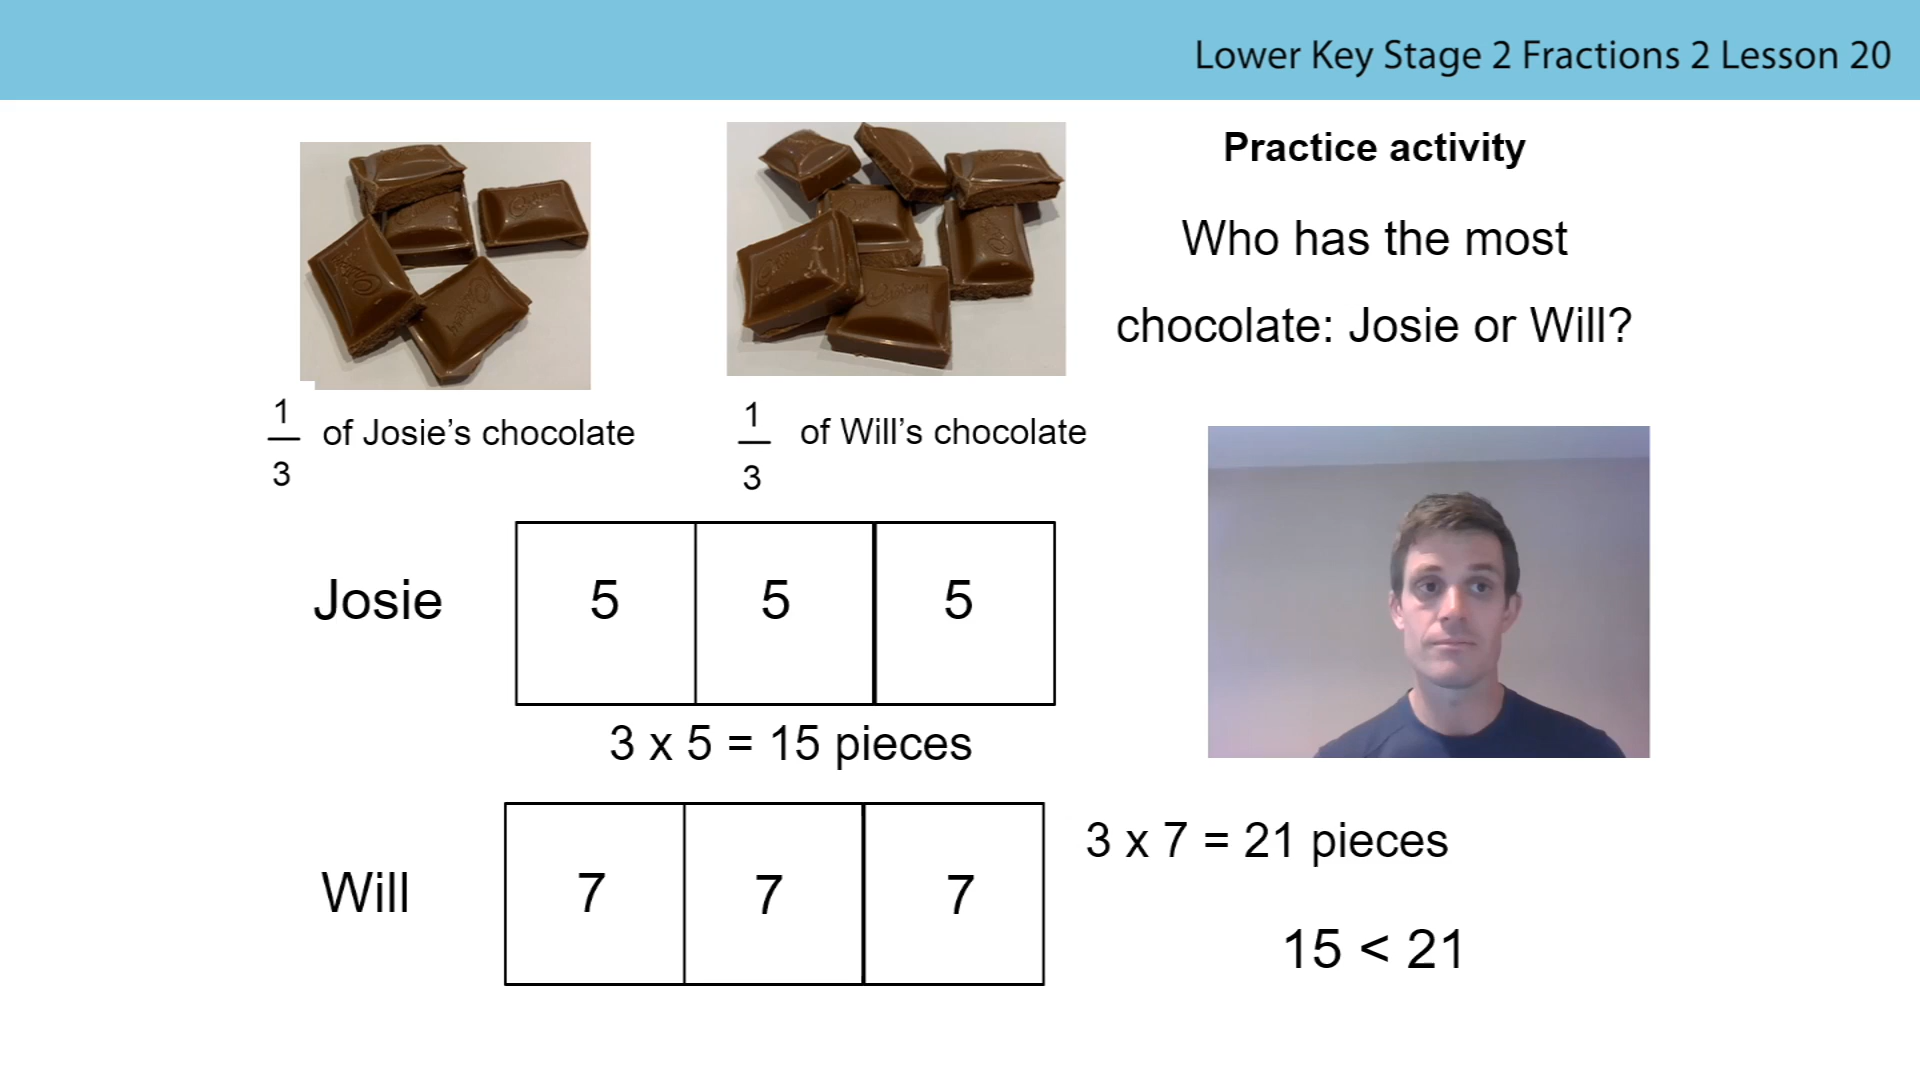 Lower Key Stage 2 Fractions 2 Lesson 20
Practice activity
Who has the most
chocolate: Josie or Will?
1
3
of Josie’s chocolate
1
3
of Will’s chocolate
Josie
5 5 5
3 x 5 = 15 pieces
Will
7 7 7
3 x 7 = 21 pieces
15 < 21